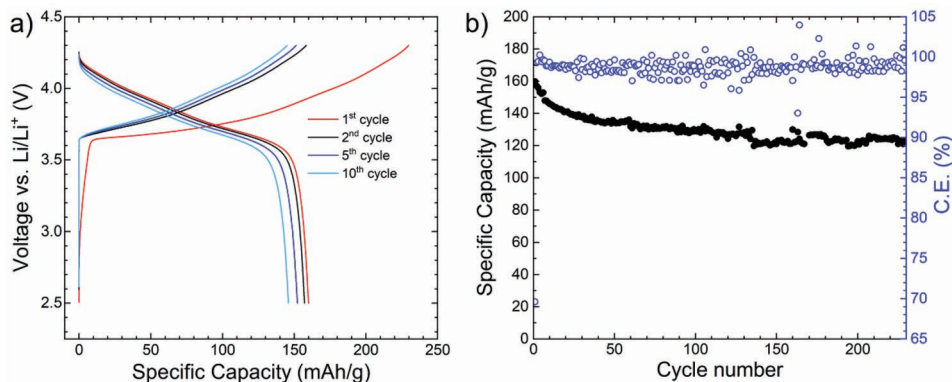 a)
4.5
4.0
3.5
3.0
2.5
Voltage vs. Li/Li⁺ (V)
1ˢᵗ cycle
2ⁿᵈ cycle
5ᵗʰ cycle
10ᵗʰ cycle
0 50 100 150 200 250
Specific Capacity (mAh/g)
b)
200
180
160
140
120
100
80
60
40
20
0
Specific Capacity (mAh/g)
0 50 100 150 200
Cycle number
105
100
95
90
85
80
75
70
65
C.E. (%)